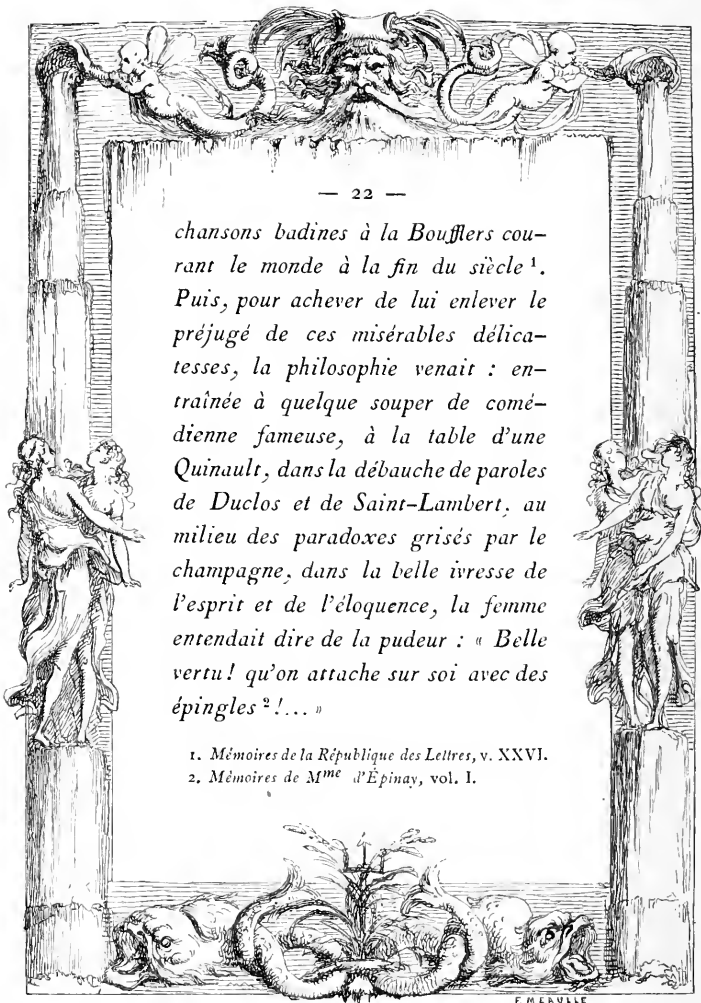 — 22 —
chansons badines à la Boufflers cou-
rant le monde à la fin du siècle ¹.
Puis, pour achever de lui enlever le
préjugé de ces misérables délica-
tesses, la philosophie venait : en-
traînée à quelque souper de comé-
dienne fameuse, à la table d'une
Quinault, dans la débauche de paroles
de Duclos et de Saint-Lambert, au
milieu des paradoxes grisés par le
champagne, dans la belle ivresse de
l'esprit et de l'éloquence, la femme
entendait dire de la pudeur : « Belle
vertu ! qu'on attache sur soi avec des
épingles ² !... »
1. Mémoires de la République des Lettres, v. XXVI.
2. Mémoires de Mme d'Épinay, vol. I.
F. MÉAULLE